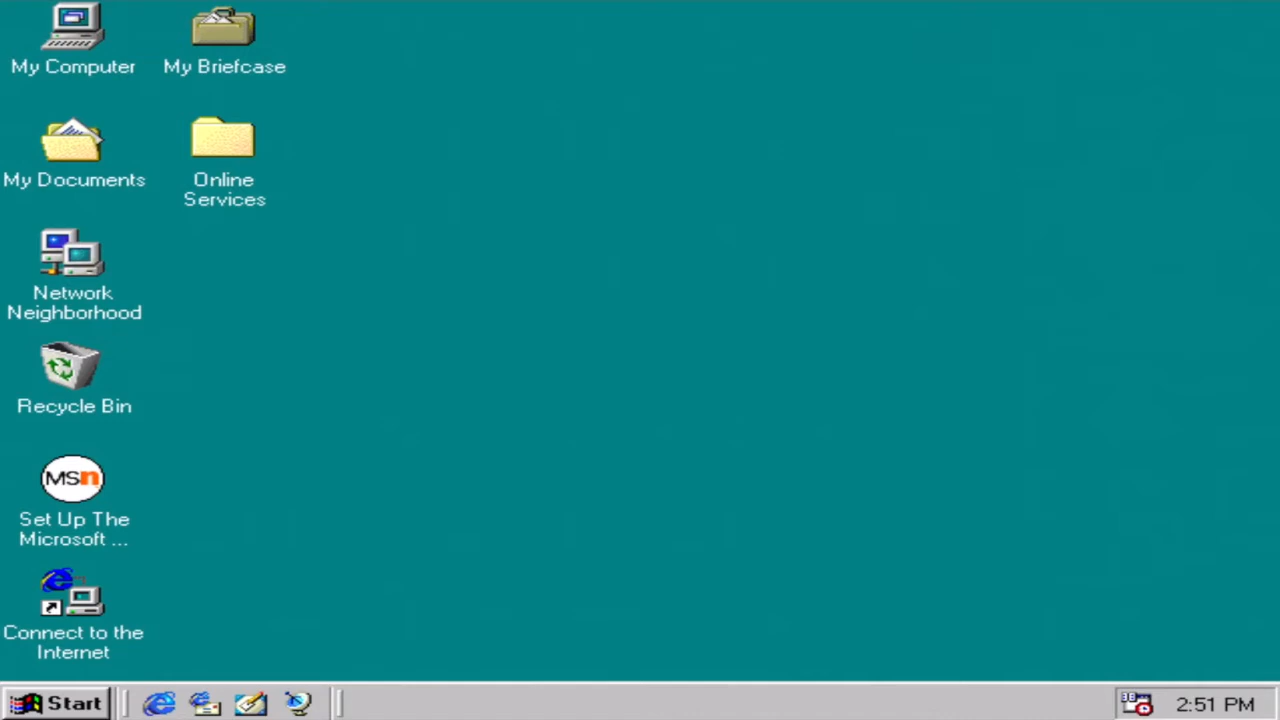 My Computer
My Briefcase
My Documents
Online
Services
Network
Neighborhood
Recycle Bin
msn
Set Up The
Microsoft ...
Connect to the
Internet
Start
2:51 PM